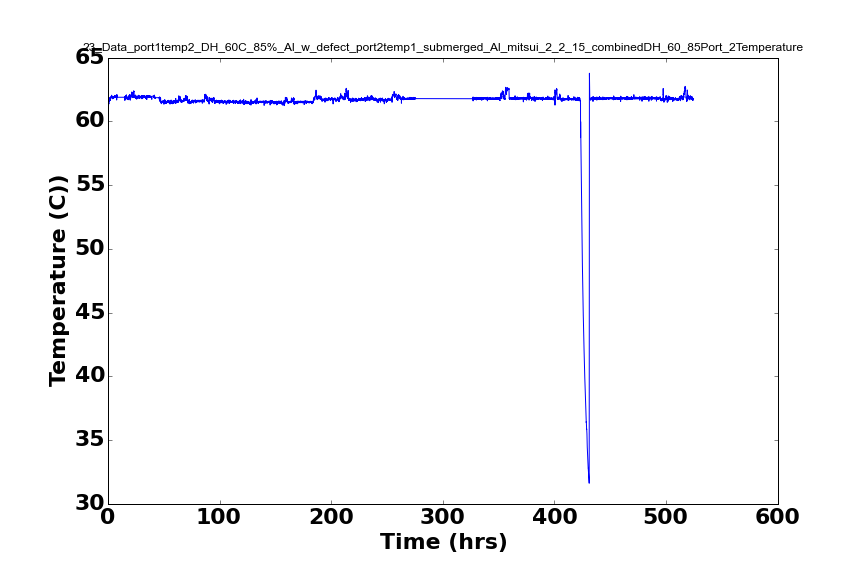 23_Data_port1temp2_DH_60C_85%_Al_w_defect_port2temp1_submerged_Al_mitsui_2_2_15_combinedDH_60_85Port_2Temperature
65
60
55
50
45
40
35
30
Temperature (C))
0 100 200 300 400 500 600
Time (hrs)